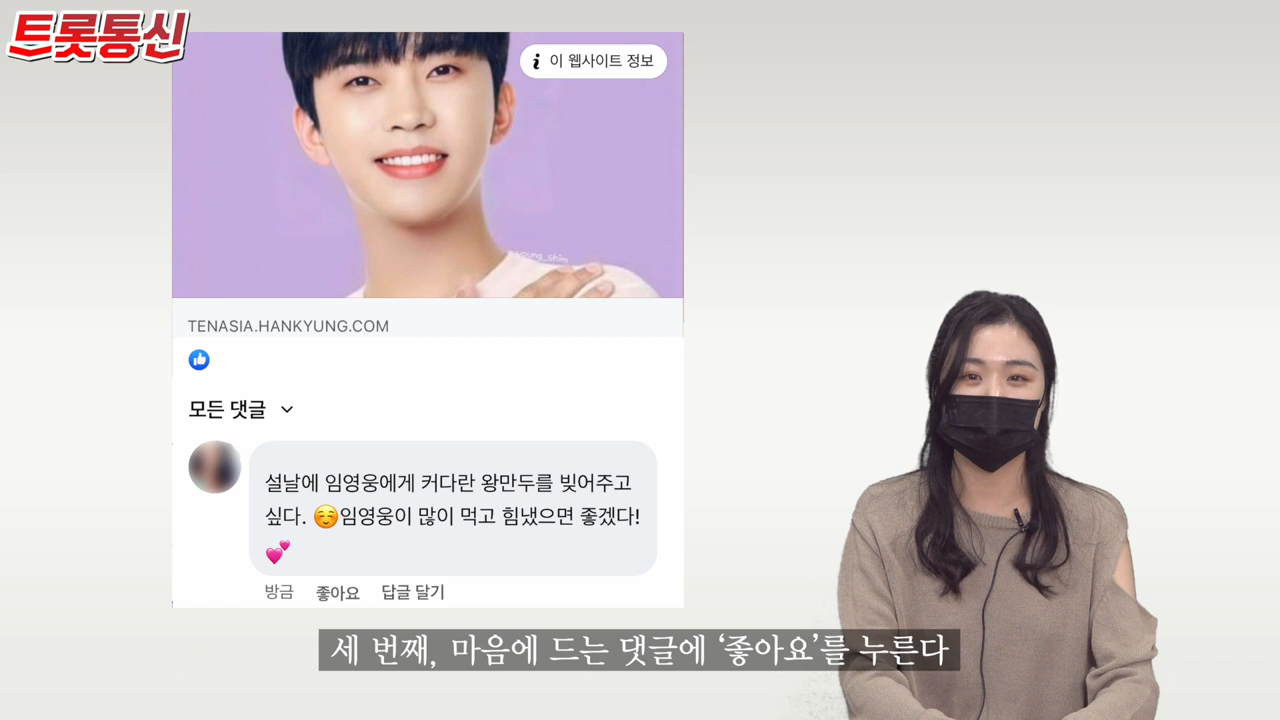 트롯통신
이 웹사이트 정보
TENASIA.HANKYUNG.COM
모든 댓글
설날에 임영웅에게 커다란 왕만두를 빚어주고
싶다. ☺️임영웅이 많이 먹고 힘냈으면 좋겠다!
💕
방금 좋아요 답글 달기
세 번째, 마음에 드는 댓글에 ‘좋아요’를 누른다